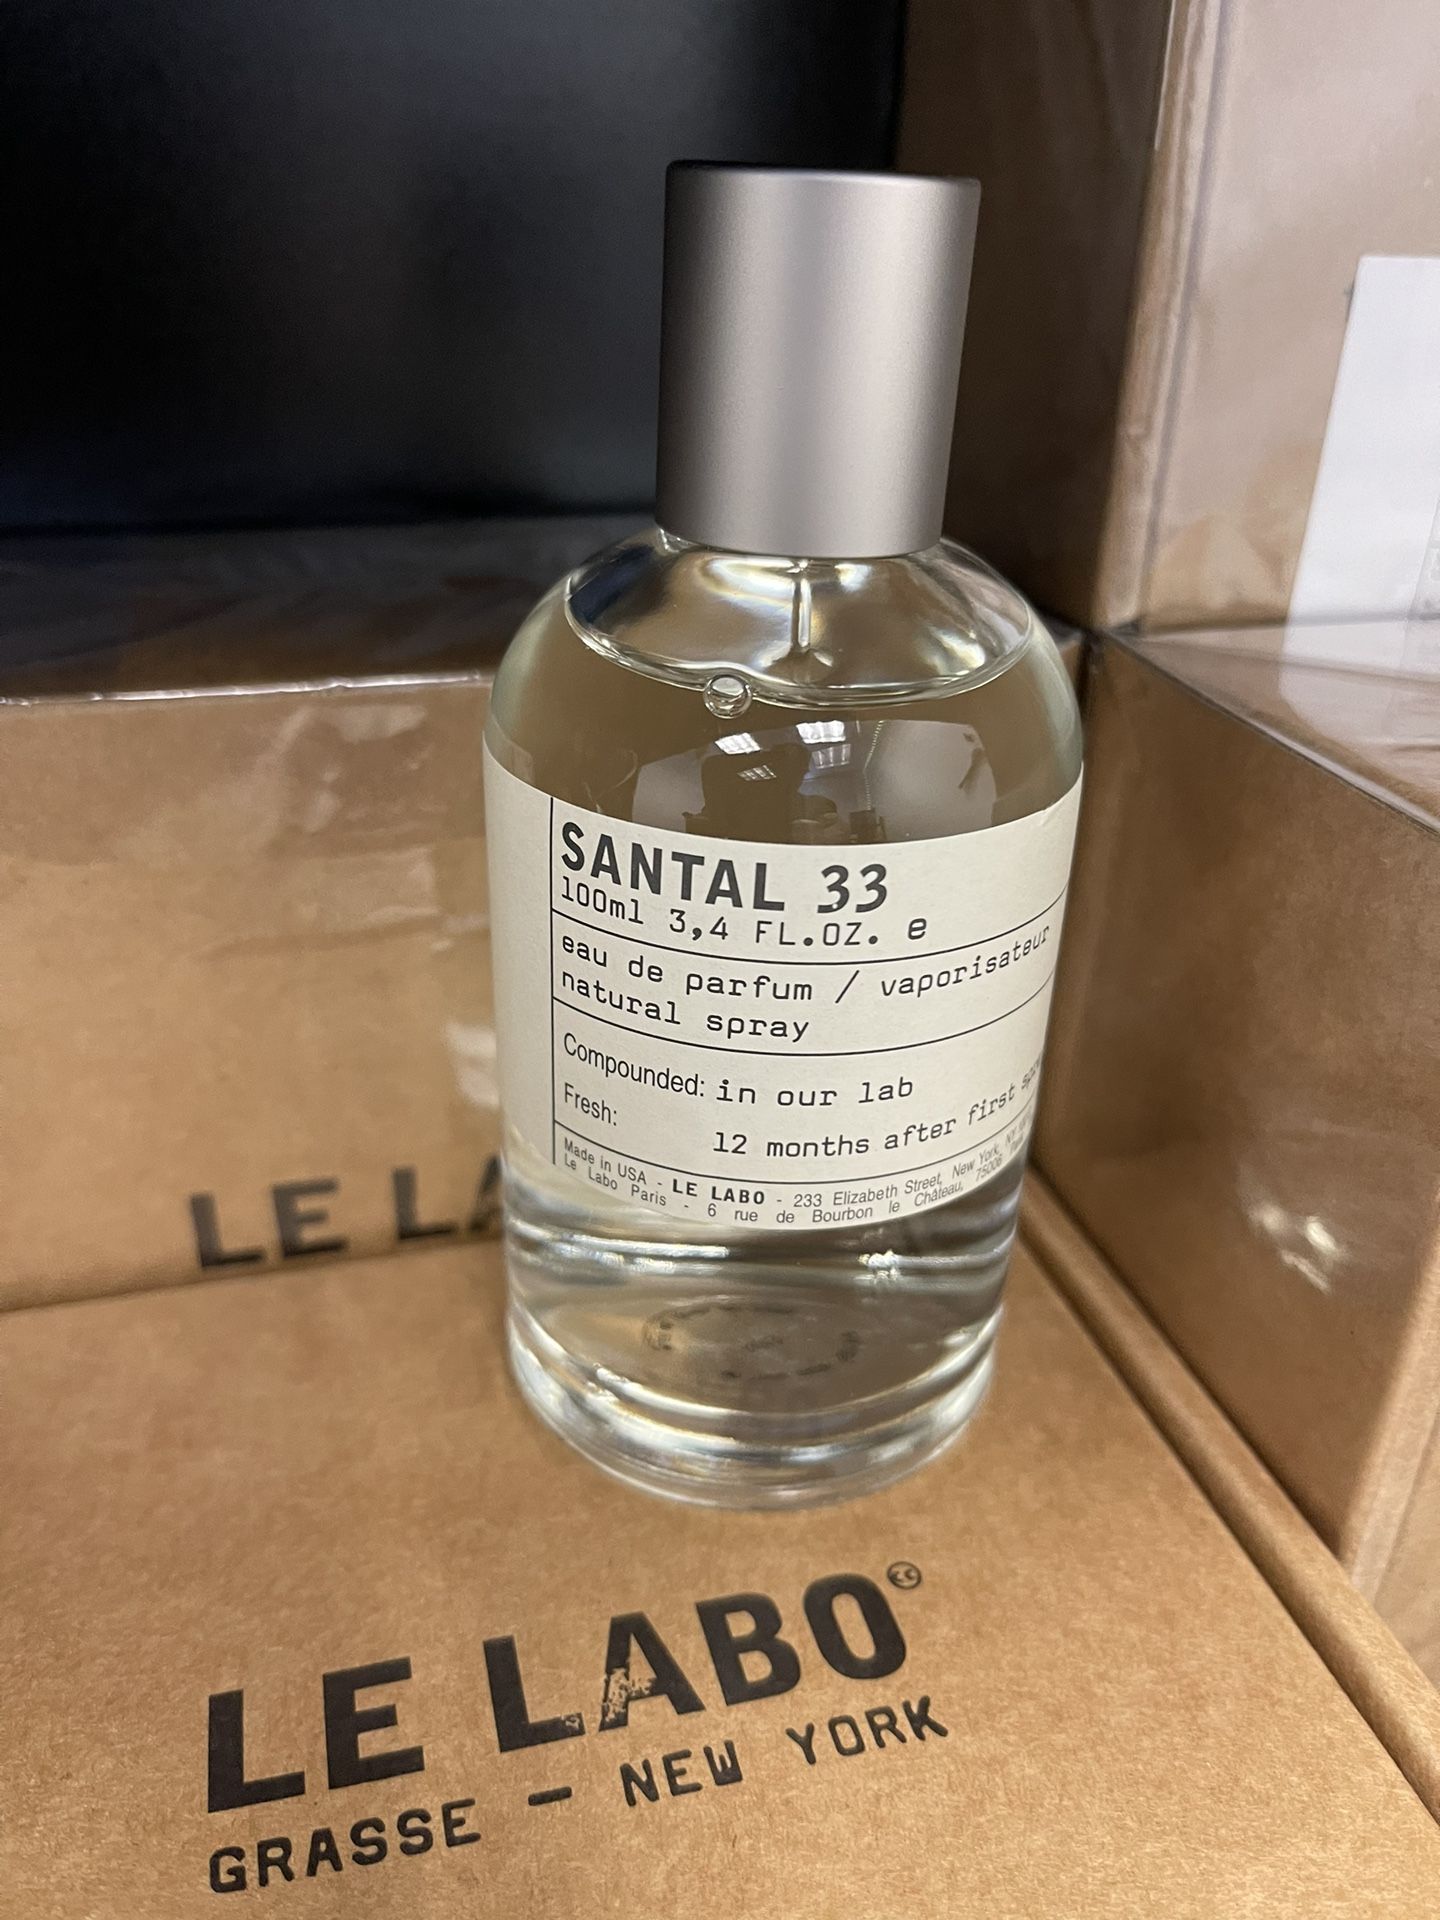 SANTAL 33
100ml 3,4 FL.OZ. e
eau de parfum / vaporisateur
natural spray
Compounded: in our lab
Fresh: 12 months after first
Made in USA - LE LABO - 233 Elizabeth Street, New York, NY
Le Labo Paris - 6 rue de Bourbon le Château, 75006
LE LA
LE LABO
GRASSE - NEW YORK